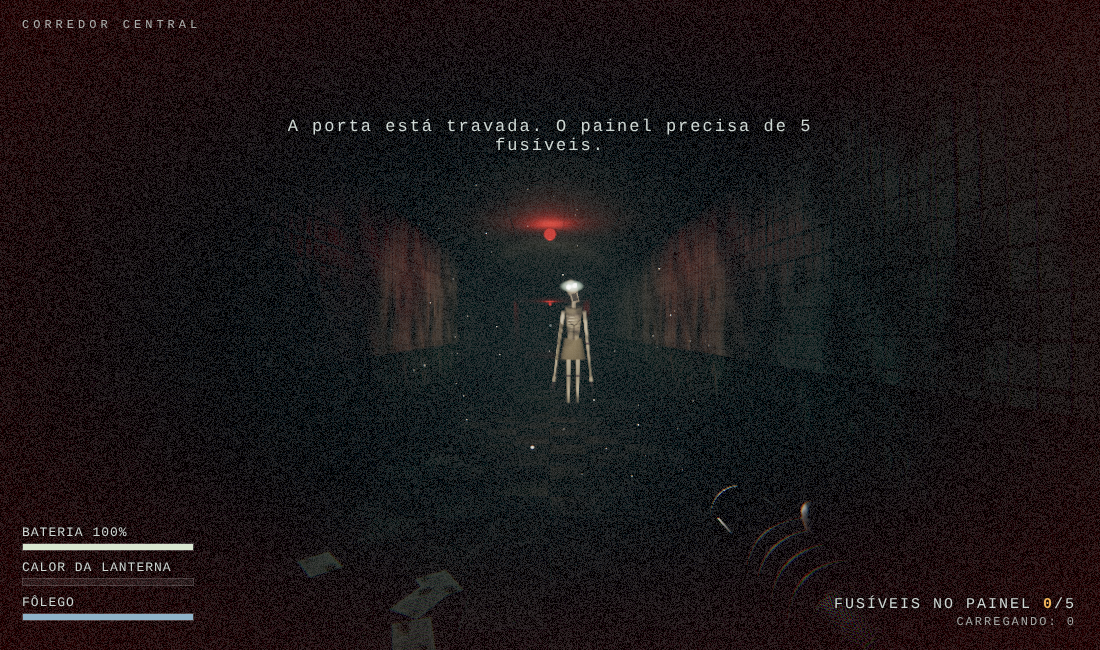 CORREDOR CENTRAL
A porta está travada. O painel precisa de 5
fusíveis.
BATERIA 100%
CALOR DA LANTERNA
FÔLEGO
FUSÍVEIS NO PAINEL 0/5
CARREGANDO: 0